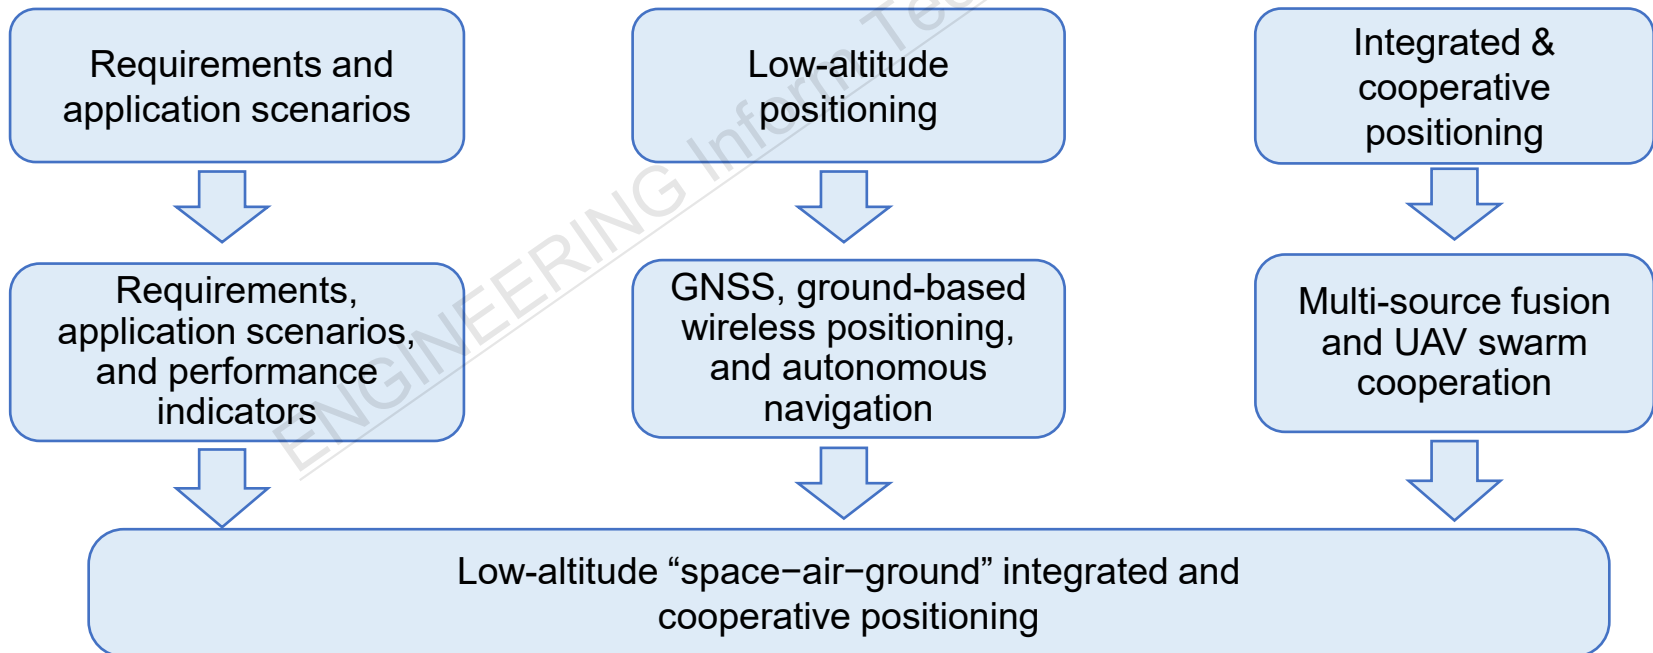 Requirements and
application scenarios
Low-altitude
positioning
Integrated &
cooperative
positioning
Requirements,
application scenarios,
and performance
indicators
GNSS, ground-based
wireless positioning,
and autonomous
navigation
Multi-source fusion
and UAV swarm
cooperation
Low-altitude “space−air−ground” integrated and
cooperative positioning
ENGINEERING Inform